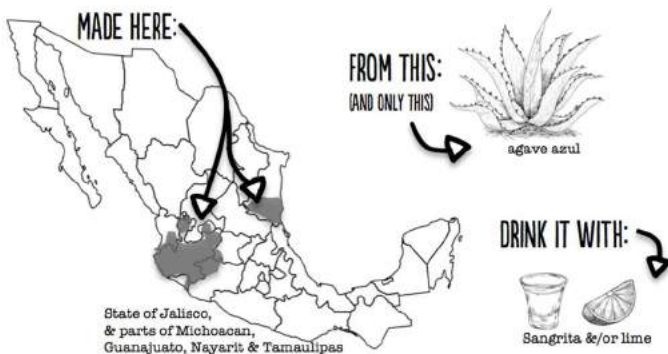 MADE HERE:
FROM THIS:
(AND ONLY THIS)
agave azul
DRINK IT WITH:
Sangrita &/or lime
State of Jalisco,
& parts of Michoacan,
Guanajuato, Nayarit & Tamaulipas